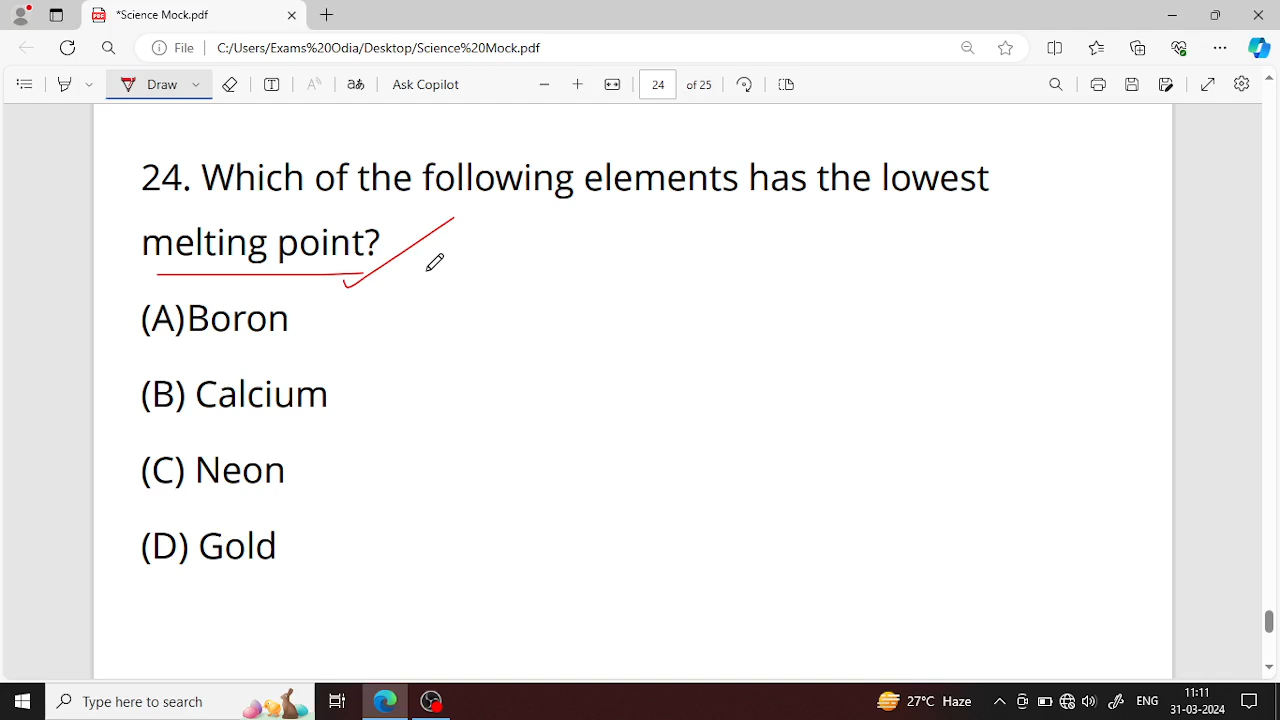 *Science Mock.pdf
File
C:/Users/Exams%20Odia/Desktop/Science%20Mock.pdf
Draw
Ask Copilot
24
of 25
24. Which of the following elements has the lowest
melting point?
(A)Boron
(B) Calcium
(C) Neon
(D) Gold
Type here to search
27°C Haze
ENG
11:11
31-03-2024